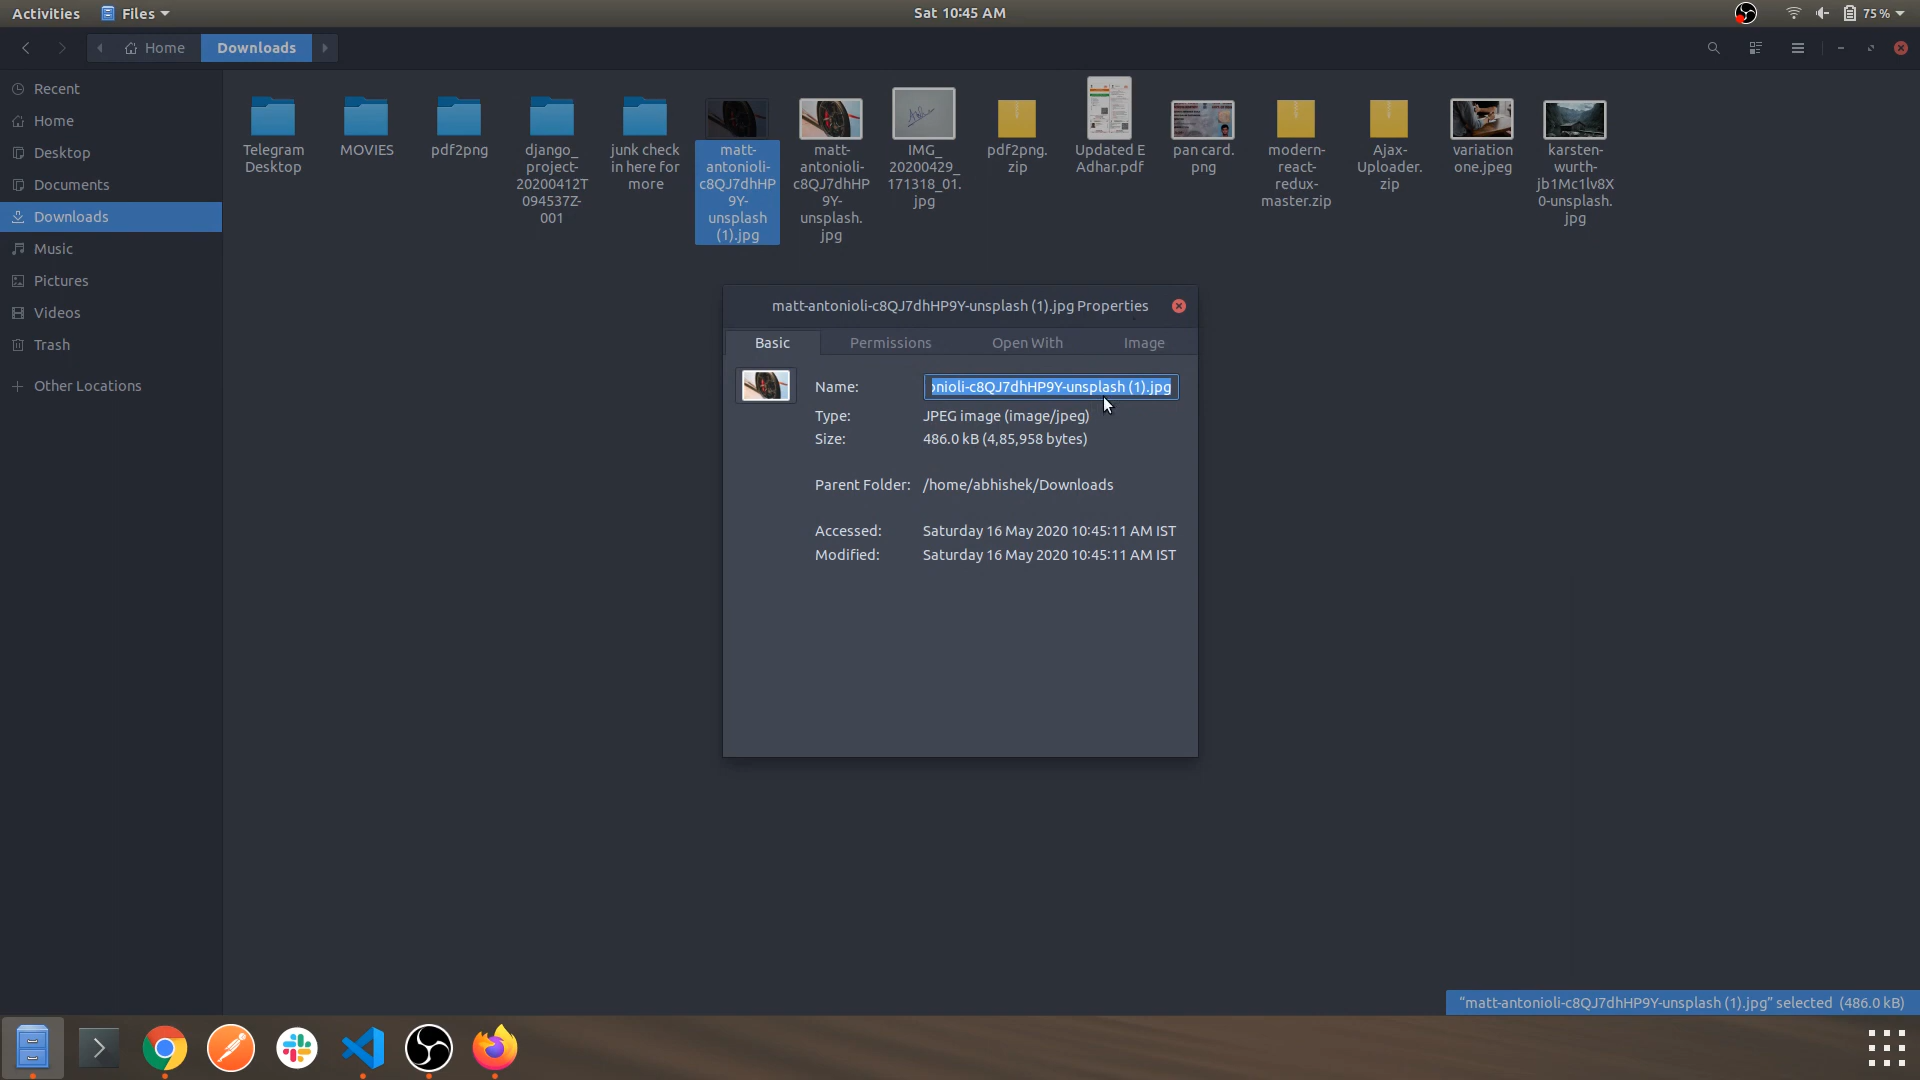 Activities Files Sat 10:45 AM 75 %
Home Downloads
Recent
Home
Desktop
Documents
Downloads
Music
Pictures
Videos
Trash
Other Locations
Telegram
Desktop
MOVIES
pdf2png
django_
project-
20200412T
094537Z-
001
junk check
in here for
more
matt-
antonioli-
c8QJ7dhHP
9Y-
unsplash
(1).jpg
matt-
antonioli-
c8QJ7dhHP
9Y-
unsplash.
jpg
IMG_
20200429_
171318_01.
jpg
pdf2png.
zip
Updated E
Adhar.pdf
pan card.
png
modern-
react-
redux-
master.zip
Ajax-
Uploader.
zip
variation
one.jpeg
karsten-
wurth-
jb1Mc1lv8X
0-unsplash.
jpg
matt-antonioli-c8QJ7dhHP9Y-unsplash (1).jpg Properties
Basic Permissions Open With Image
Name: onioli-c8QJ7dhHP9Y-unsplash (1).jpg
Type: JPEG image (image/jpeg)
Size: 486.0 kB (4,85,958 bytes)
Parent Folder: /home/abhishek/Downloads
Accessed: Saturday 16 May 2020 10:45:11 AM IST
Modified: Saturday 16 May 2020 10:45:11 AM IST
“matt-antonioli-c8QJ7dhHP9Y-unsplash (1).jpg” selected (486.0 kB)